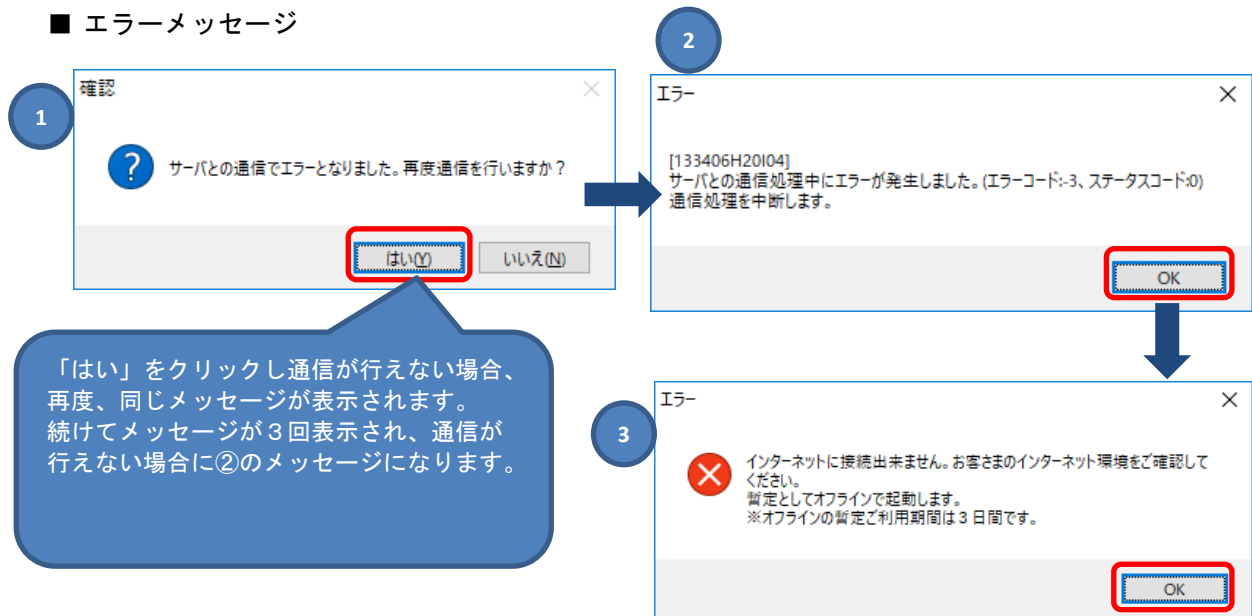 ■ エラーメッセージ
1
確認
サーバとの通信でエラーとなりました。再度通信を行いますか？
はい(Y)
いいえ(N)
「はい」をクリックし通信が行えない場合、
再度、同じメッセージが表示されます。
続けてメッセージが３回表示され、通信が
行えない場合に②のメッセージになります。
2
エラー
[133406H20I04]
サーバとの通信処理中にエラーが発生しました。(エラーコード:-3、ステータスコード:0)
通信処理を中断します。
OK
3
エラー
インターネットに接続出来ません。お客さまのインターネット環境をご確認して
ください。
暫定としてオフラインで起動します。
※オフラインの暫定ご利用期間は３日間です。
OK